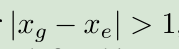 |x_g − x_e| > 1.